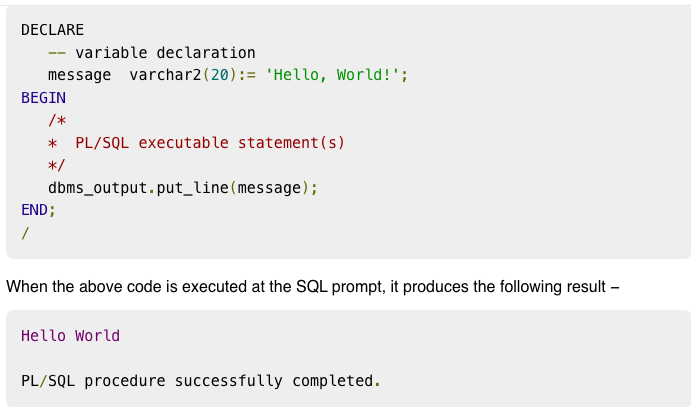 DECLARE
-- variable declaration
message  varchar2(20):= 'Hello, World!';
BEGIN
/*
*  PL/SQL executable statement(s)
*/
dbms_output.put_line(message);
END;
/
When the above code is executed at the SQL prompt, it produces the following result –
Hello World
PL/SQL procedure successfully completed.